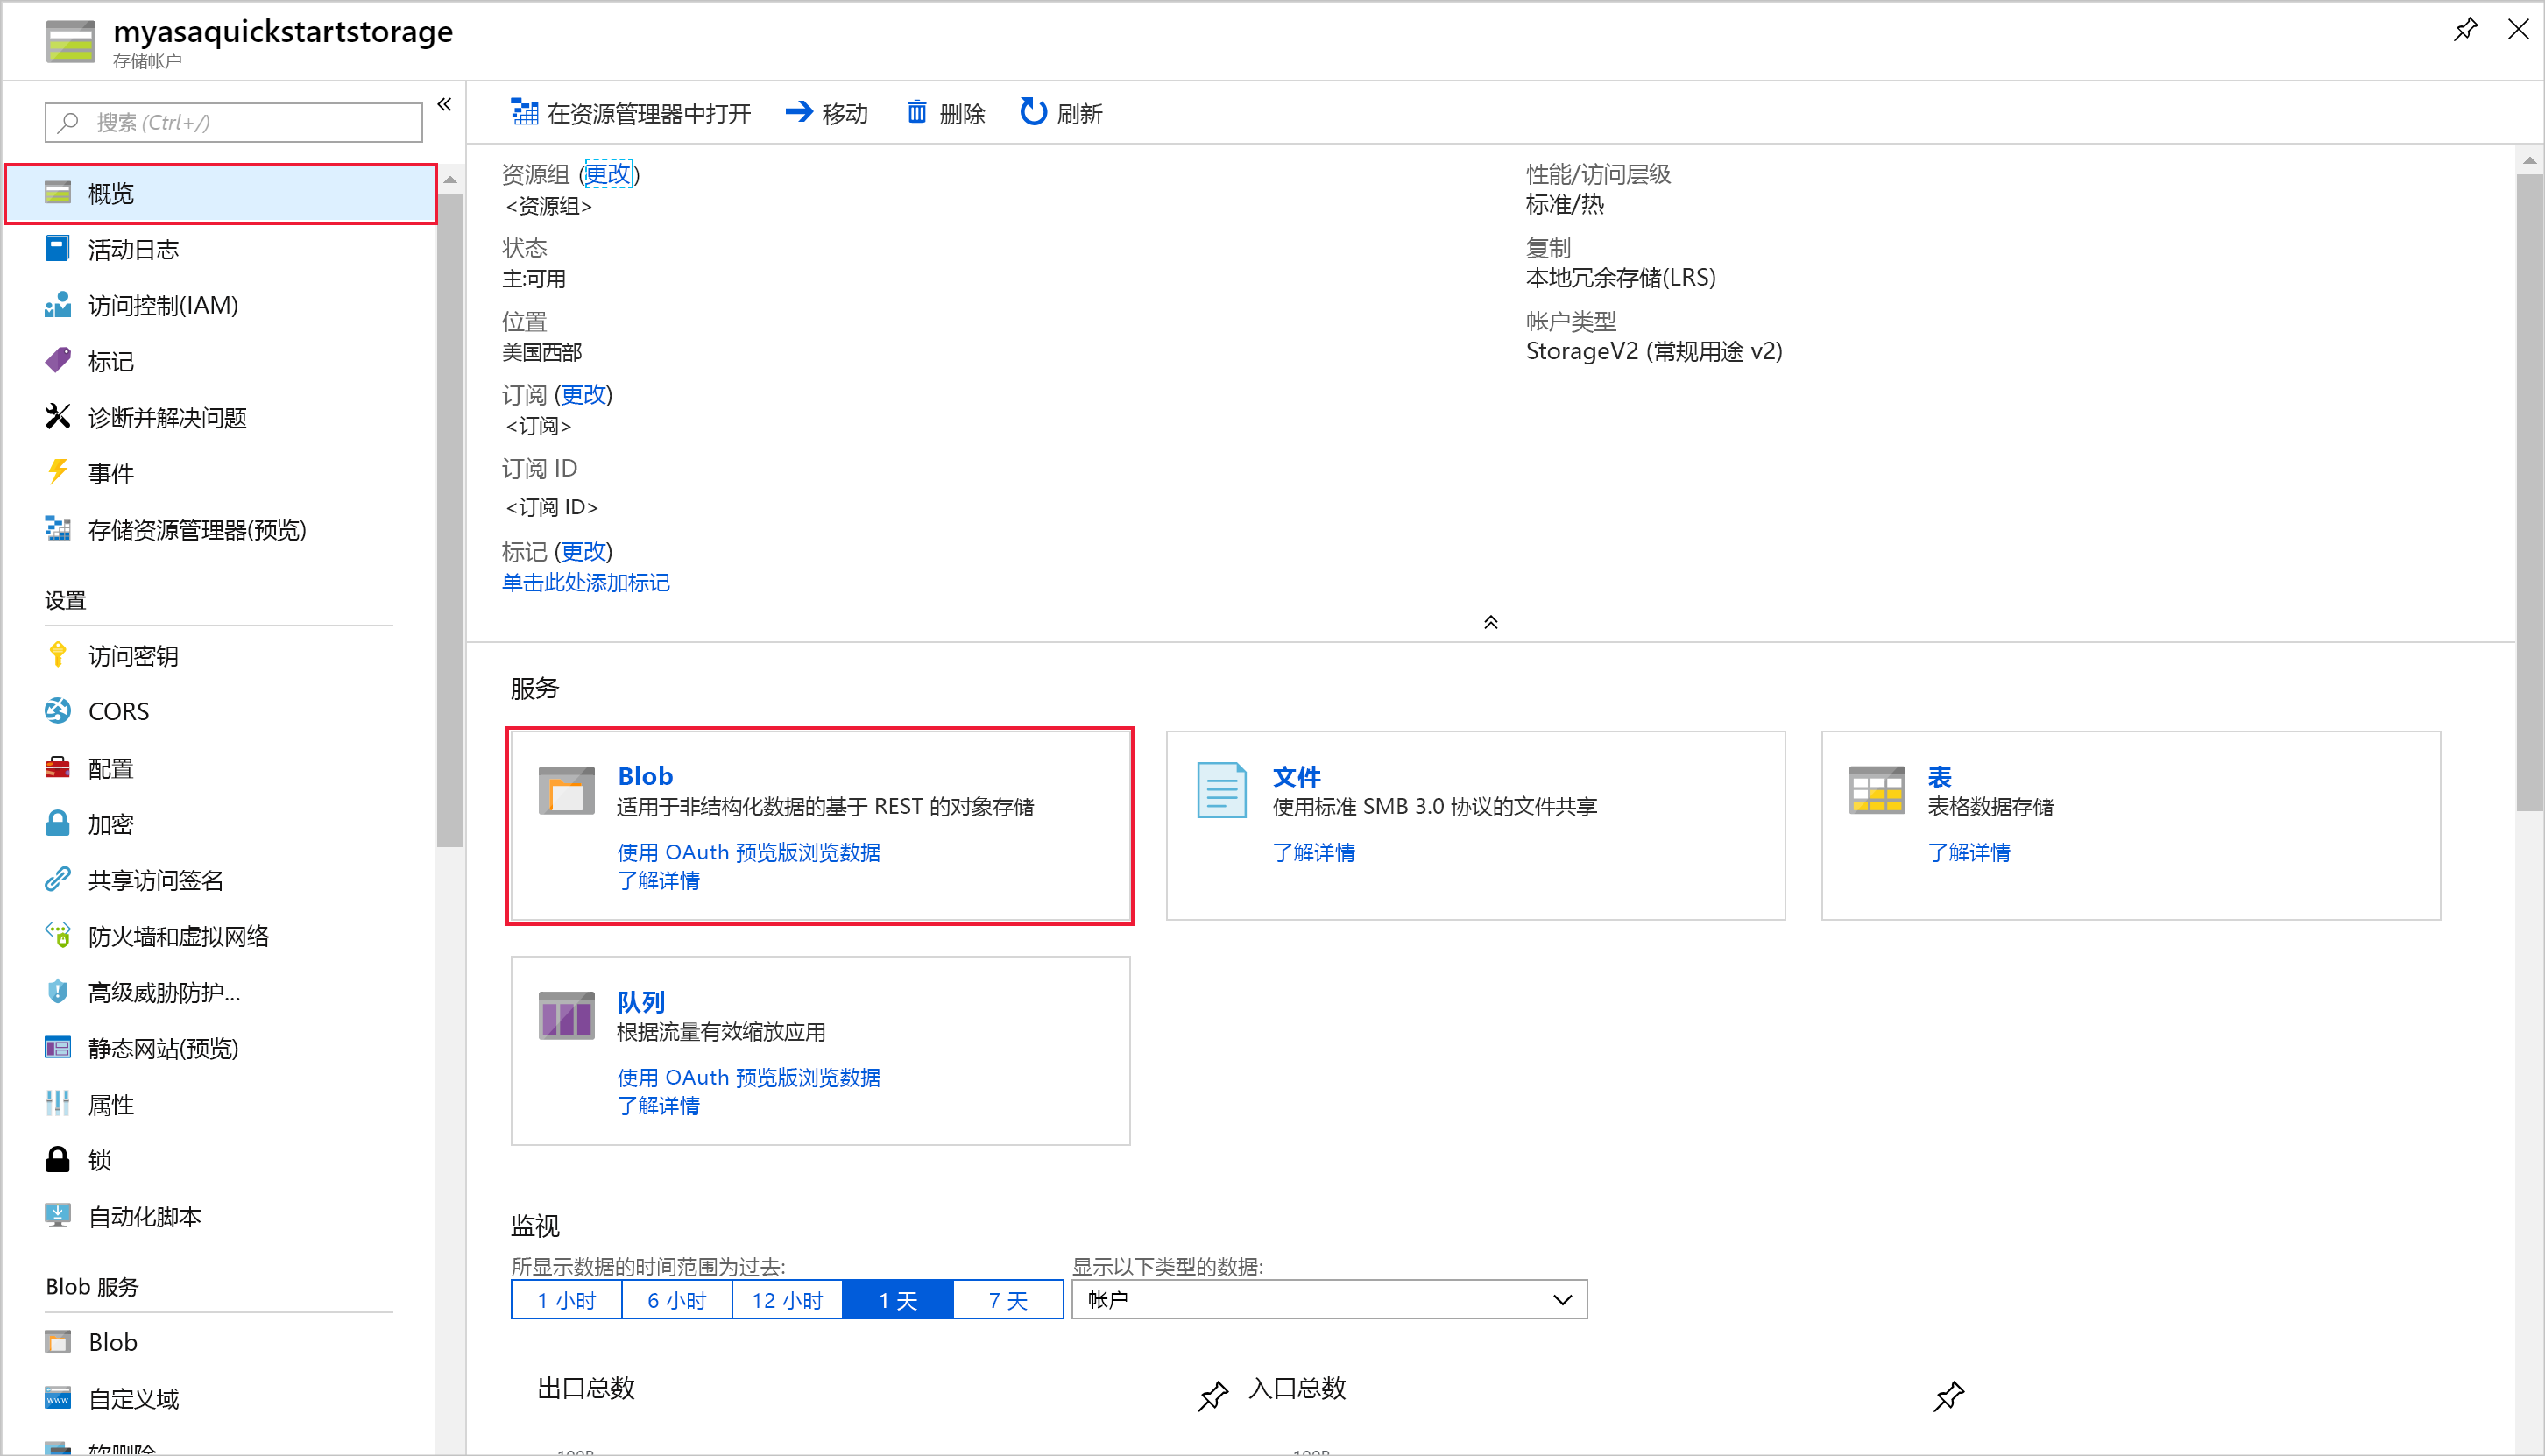 myasaquickstartstorage
存储帐户
搜索 (Ctrl+/)
概览
活动日志
访问控制(IAM)
标记
诊断并解决问题
事件
存储资源管理器(预览)
设置
访问密钥
CORS
配置
加密
共享访问签名
防火墙和虚拟网络
高级威胁防护...
静态网站(预览)
属性
锁
自动化脚本
Blob 服务
Blob
自定义域
软删除
在资源管理器中打开 移动 删除 刷新
资源组 (更改)
<资源组>
状态
主:可用
位置
美国西部
订阅 (更改)
<订阅>
订阅 ID
<订阅 ID>
标记 (更改)
单击此处添加标记
性能/访问层级
标准/热
复制
本地冗余存储(LRS)
帐户类型
StorageV2 (常规用途 v2)
服务
Blob
适用于非结构化数据的基于 REST 的对象存储
使用 OAuth 预览版浏览数据
了解详情
文件
使用标准 SMB 3.0 协议的文件共享
了解详情
表
表格数据存储
了解详情
队列
根据流量有效缩放应用
使用 OAuth 预览版浏览数据
了解详情
监视
所显示数据的时间范围为过去:
1 小时 6 小时 12 小时 1 天 7 天
显示以下类型的数据:
帐户
出口总数
入口总数